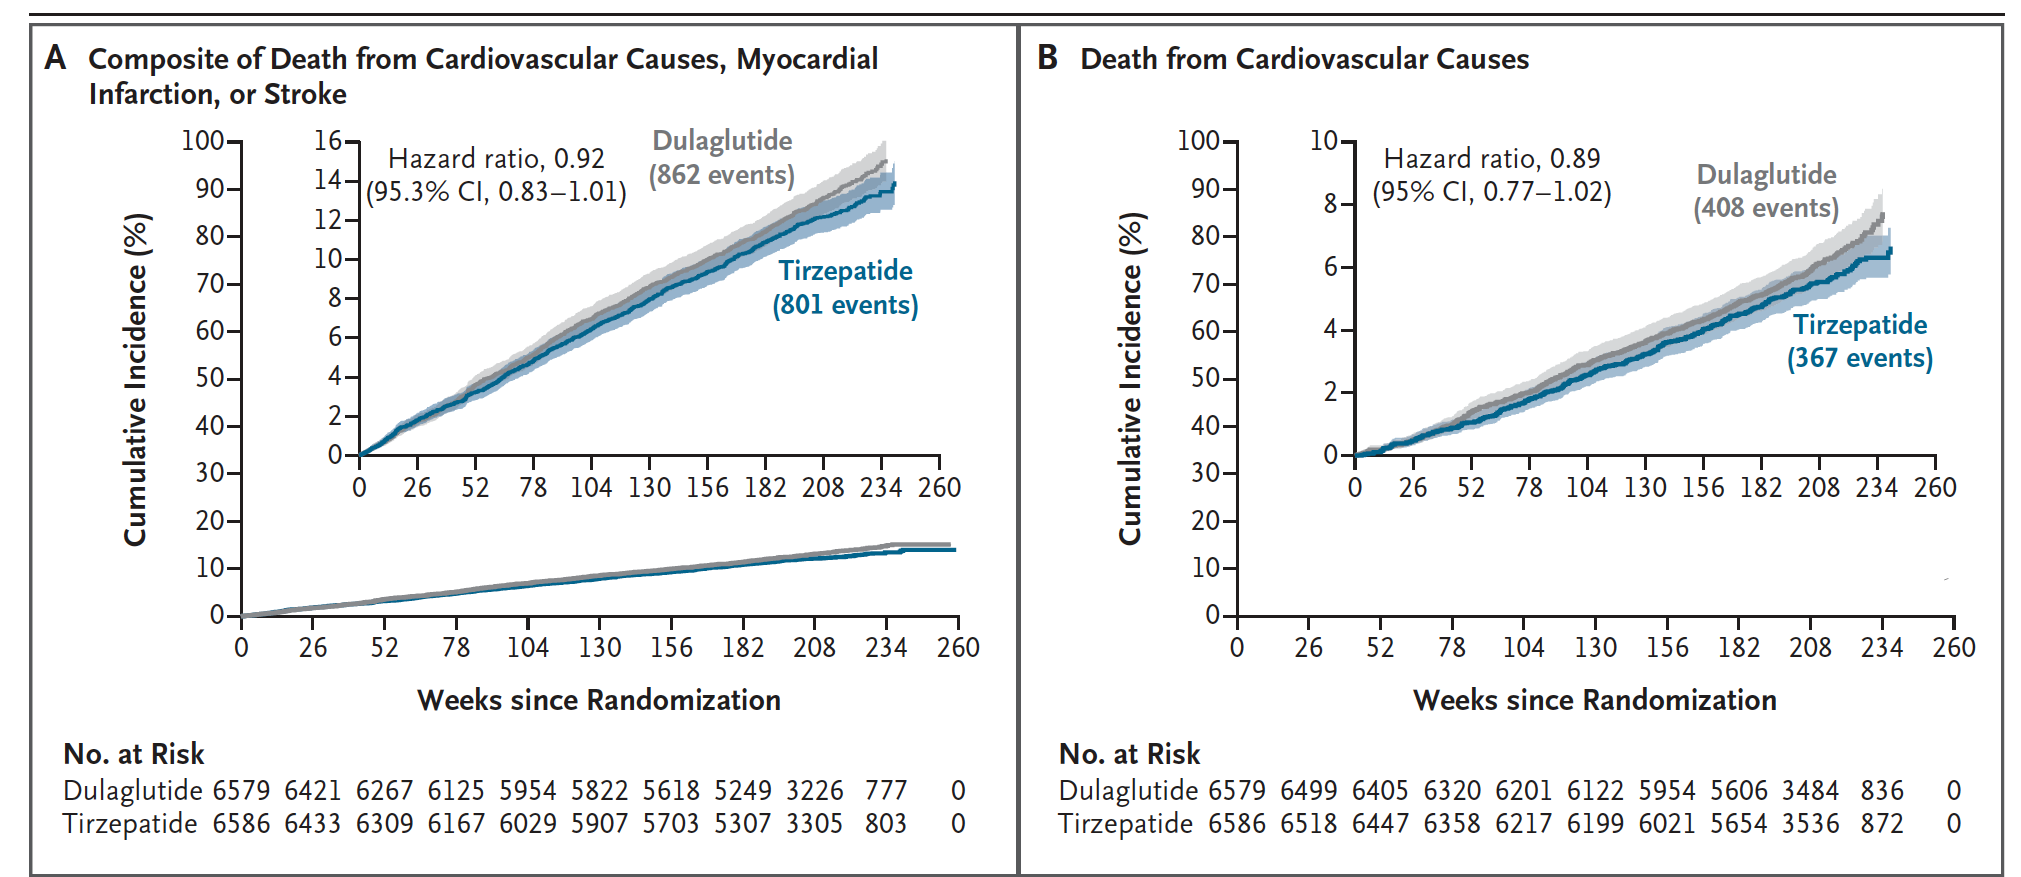 A Composite of Death from Cardiovascular Causes, Myocardial
Infarction, or Stroke
Cumulative Incidence (%)
100
90
80
70
60
50
40
30
20
10
0
16
14
12
10
8
6
4
2
0
Hazard ratio, 0.92
(95.3% CI, 0.83–1.01)
Dulaglutide
(862 events)
Tirzepatide
(801 events)
0 26 52 78 104 130 156 182 208 234 260
0 26 52 78 104 130 156 182 208 234 260
Weeks since Randomization
No. at Risk
Dulaglutide 6579 6421 6267 6125 5954 5822 5618 5249 3226 777 0
Tirzepatide 6586 6433 6309 6167 6029 5907 5703 5307 3305 803 0
B Death from Cardiovascular Causes
Cumulative Incidence (%)
100
90
80
70
60
50
40
30
20
10
0
10
8
6
4
2
0
Hazard ratio, 0.89
(95% CI, 0.77–1.02)
Dulaglutide
(408 events)
Tirzepatide
(367 events)
0 26 52 78 104 130 156 182 208 234 260
0 26 52 78 104 130 156 182 208 234 260
Weeks since Randomization
No. at Risk
Dulaglutide 6579 6499 6405 6320 6201 6122 5954 5606 3484 836 0
Tirzepatide 6586 6518 6447 6358 6217 6199 6021 5654 3536 872 0